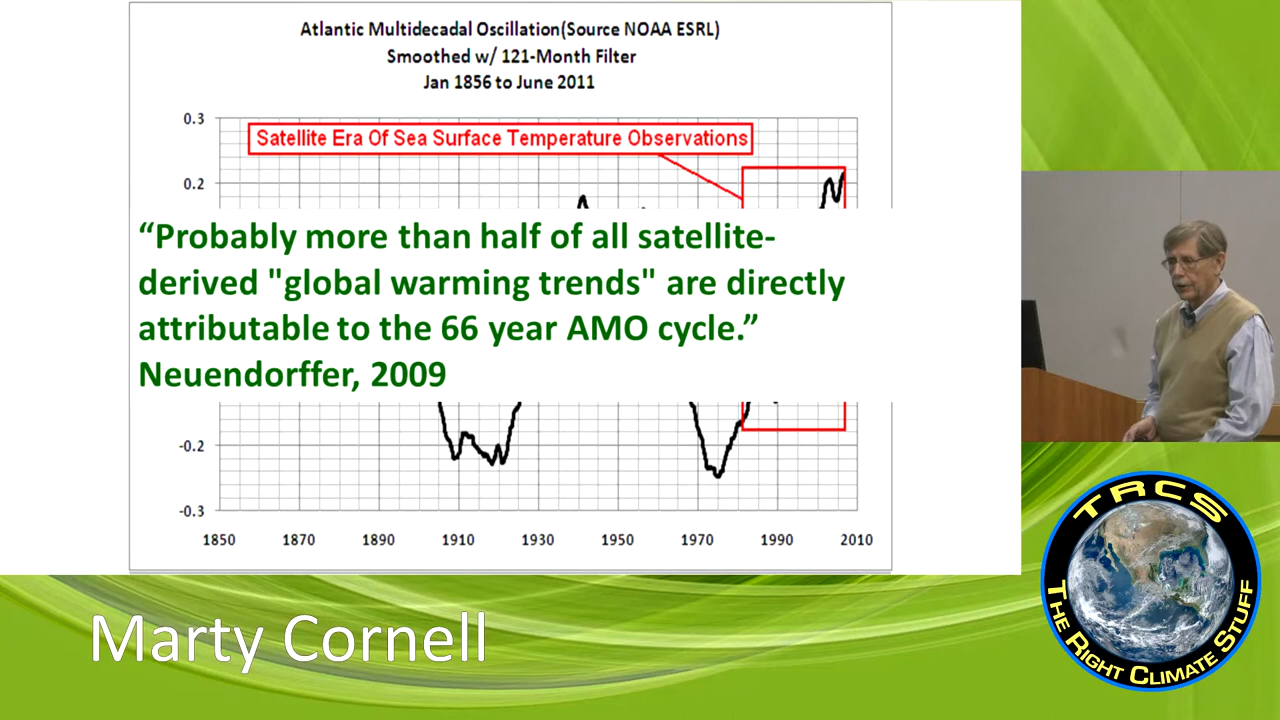 Atlantic Multidecadal Oscillation(Source NOAA ESRL)
Smoothed w/ 121-Month Filter
Jan 1856 to June 2011
0.3
Satellite Era Of Sea Surface Temperature Observations
0.2
“Probably more than half of all satellite-
derived "global warming trends" are directly
attributable to the 66 year AMO cycle.”
Neuendorffer, 2009
-0.2
-0.3
1850 1870 1890 1910 1930 1950 1970 1990 2010
Marty Cornell
TRCS
THE RIGHT CLIMATE STUFF